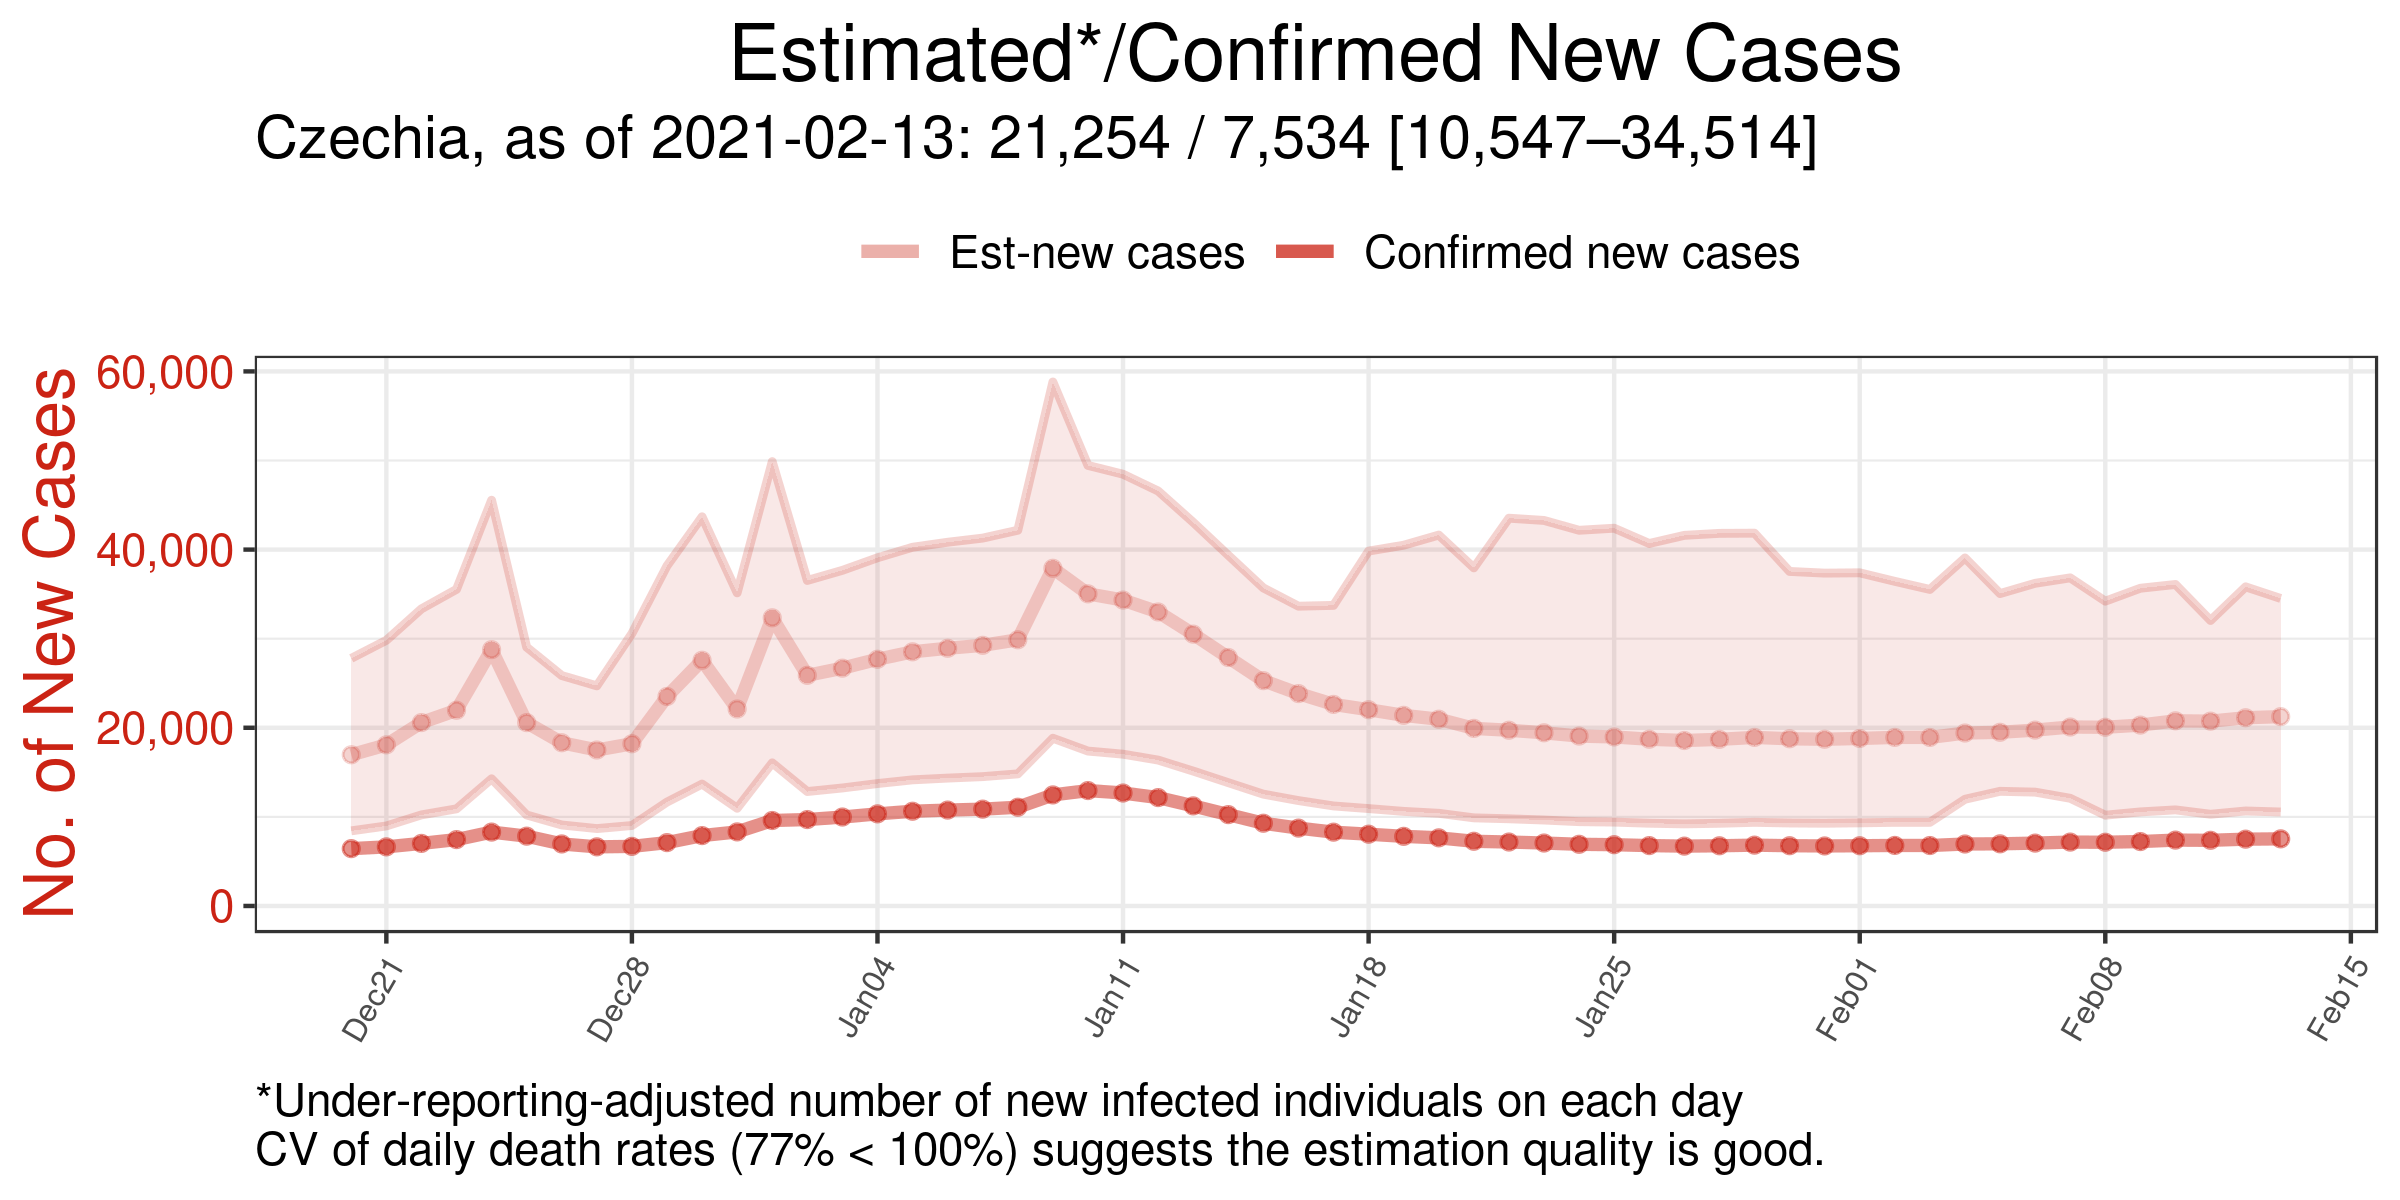 Estimated*/Confirmed New Cases
Czechia, as of 2021-02-13: 21,254 / 7,534 [10,547–34,514]
Est-new cases Confirmed new cases
No. of New Cases
60,000
40,000
20,000
0
Dec21 Dec28 Jan04 Jan11 Jan18 Jan25 Feb01 Feb08 Feb15
*Under-reporting-adjusted number of new infected individuals on each day
CV of daily death rates (77% < 100%) suggests the estimation quality is good.